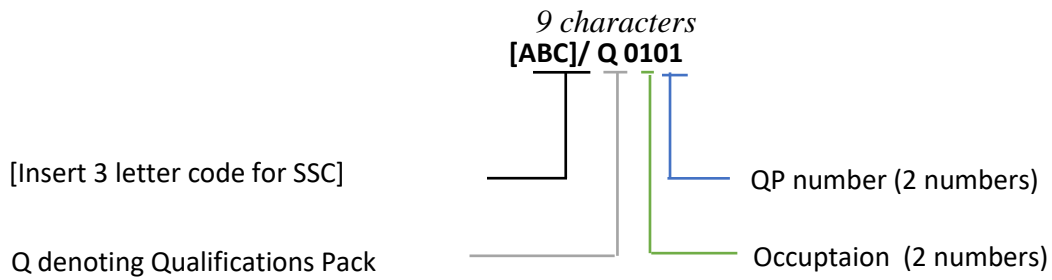 9 characters
[ABC]/ Q 0101
[Insert 3 letter code for SSC]
QP number (2 numbers)
Q denoting Qualifications Pack
Occuptaion (2 numbers)